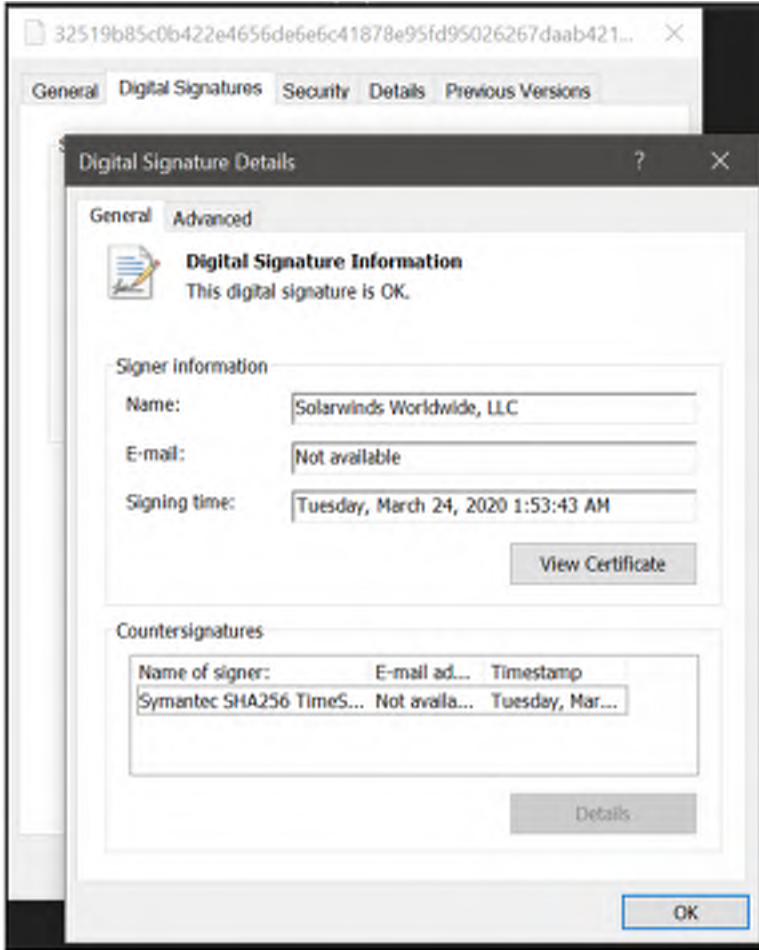 32519b85c0b422e4656de6e6c41878e95fd95026267daab421...
General Digital Signatures Security Details Previous Versions
Digital Signature Details ?
General Advanced
Digital Signature Information
This digital signature is OK.
Signer information
Name: Solarwinds Worldwide, LLC
E-mail: Not available
Signing time: Tuesday, March 24, 2020 1:53:43 AM
View Certificate
Countersignatures
Name of signer: E-mail ad... Timestamp
Symantec SHA256 TimeS... Not availa... Tuesday, Mar...
Details
OK